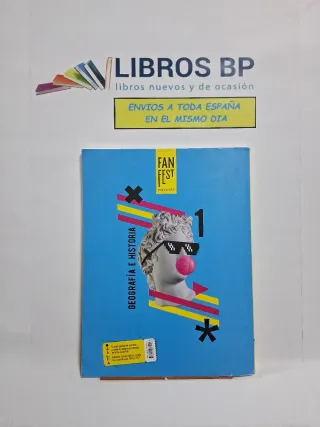 LIBROS BP
libros nuevos y de ocasión
ENVIOS A TODA ESPAÑA
EN EL MISMO DIA
FAN
FEST
GEOGRAFÍA E HISTORIA
1